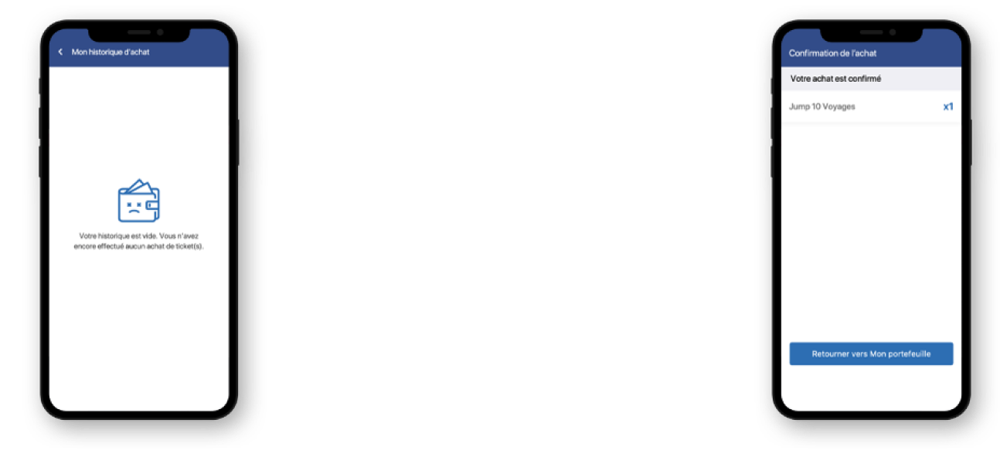 Mon historique d'achat
Votre historique est vide. Vous n'avez
encore effectué aucun achat de ticket(s).
Confirmation de l'achat
Votre achat est confirmé
Jump 10 Voyages x1
Retourner vers Mon portefeuille